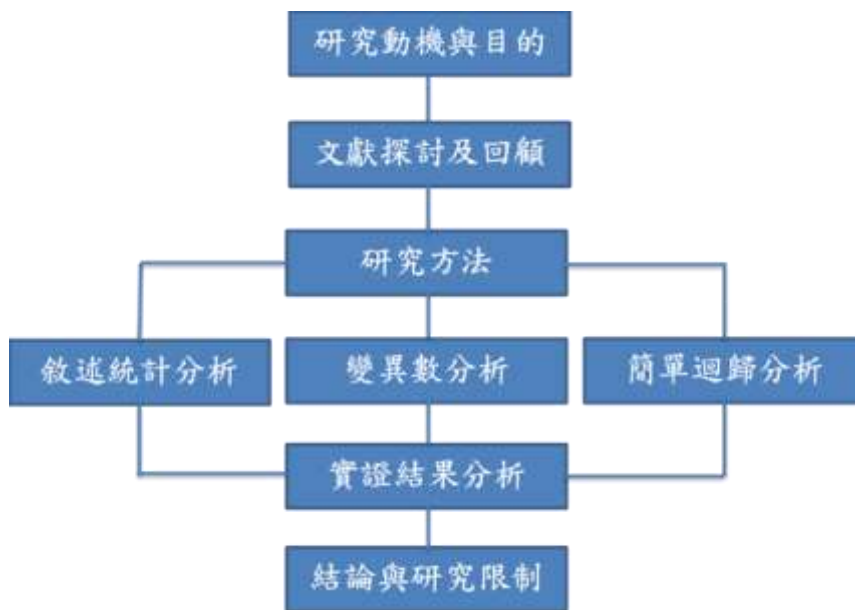 研究動機與目的
文獻探討及回顧
研究方法
敘述統計分析
變異數分析
簡單迴歸分析
實證結果分析
結論與研究限制